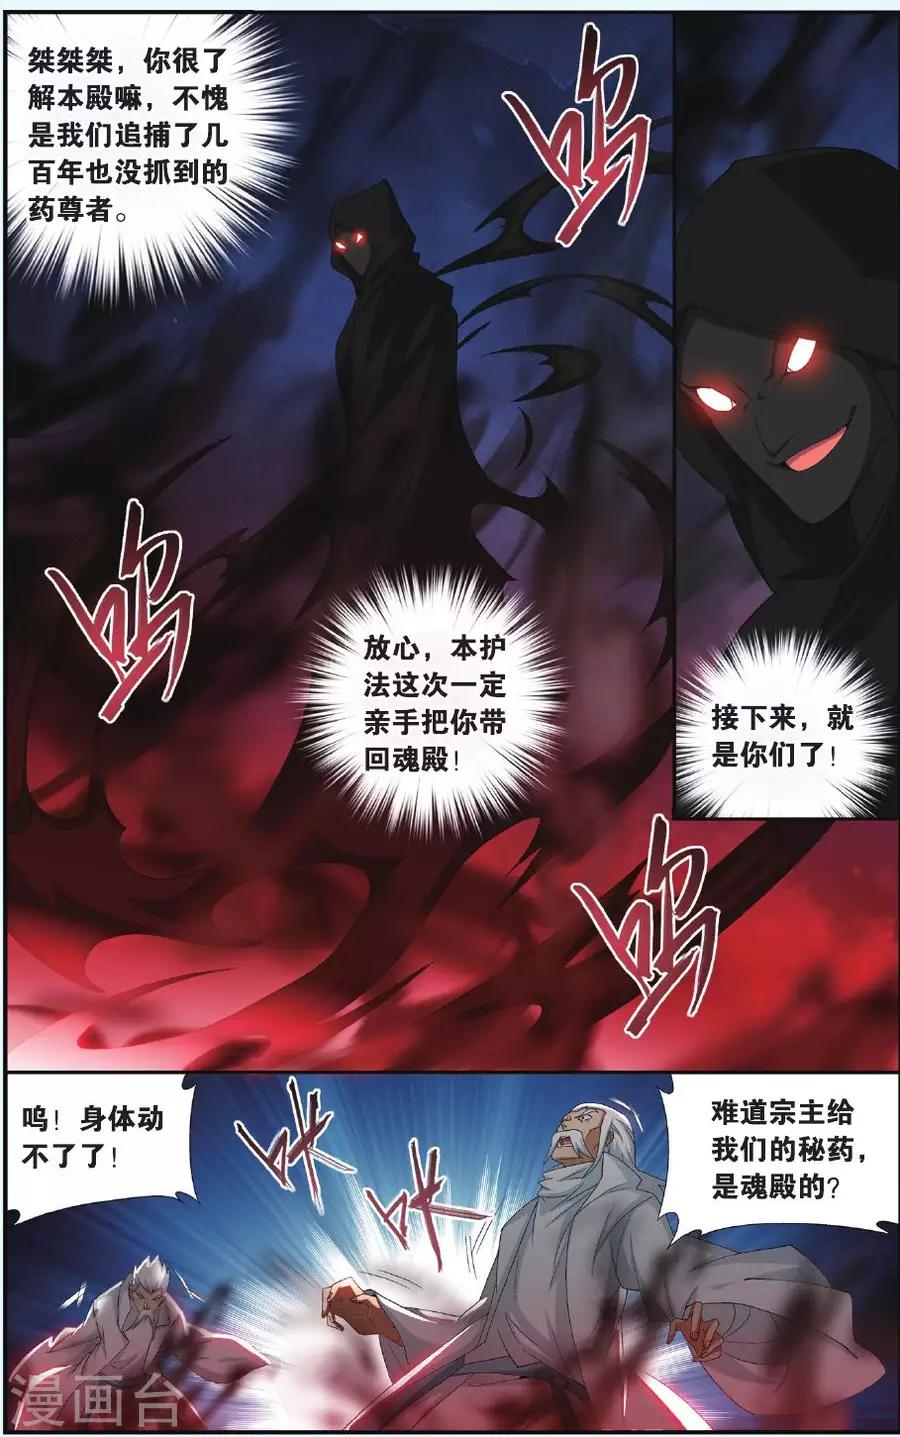 桀桀桀，你很了
解本殿嘛，不愧
是我们追捕了几
百年也没抓到的
药尊者。
呜
呜
放心，本护
法这次一定
亲手把你带
回魂殿！
接下来，就
是你们了！
呜
呜！身体动
不了了！
咔
咔
难道宗主给
我们的秘药，
是魂殿的？
漫画台